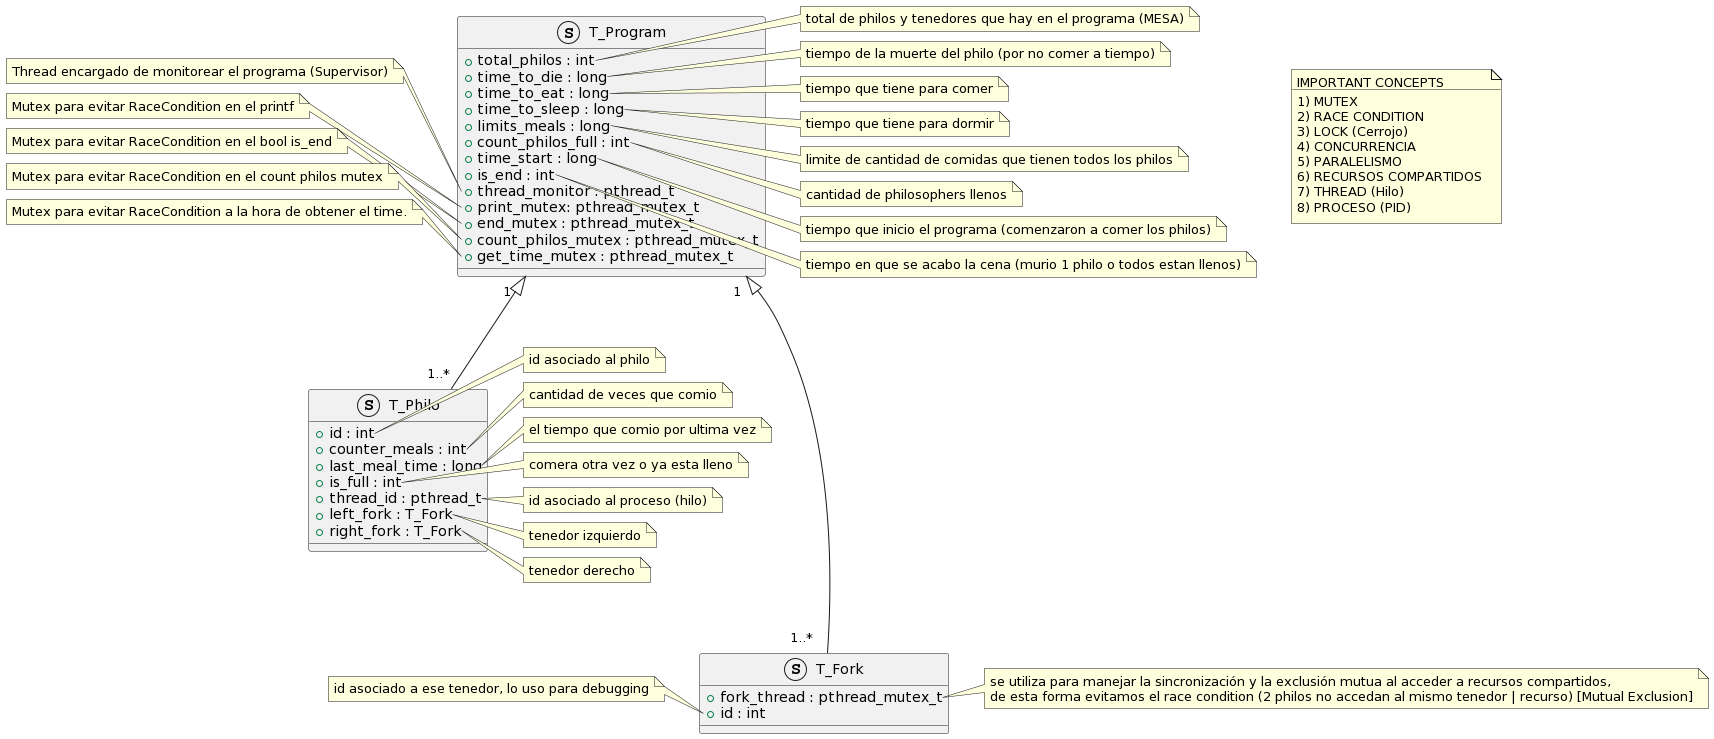 S T_Program
total_philos : int
time_to_die : long
time_to_eat : long
time_to_sleep : long
limits_meals : long
count_philos_full : int
time_start : long
is_end : int
thread_monitor : pthread_t
print_mutex: pthread_mutex_t
end_mutex : pthread_mutex_t
count_philos_mutex : pthread_mutex_t
get_time_mutex : pthread_mutex_t
Thread encargado de monitorear el programa (Supervisor)
Mutex para evitar RaceCondition en el printf
Mutex para evitar RaceCondition en el bool is_end
Mutex para evitar RaceCondition en el count philos mutex
Mutex para evitar RaceCondition a la hora de obtener el time.
total de philos y tenedores que hay en el programa (MESA)
tiempo de la muerte del philo (por no comer a tiempo)
tiempo que tiene para comer
tiempo que tiene para dormir
limite de cantidad de comidas que tienen todos los philos
cantidad de philosophers llenos
tiempo que inicio el programa (comenzaron a comer los philos)
tiempo en que se acabo la cena (murio 1 philo o todos estan llenos)
IMPORTANT CONCEPTS
1) MUTEX
2) RACE CONDITION
3) LOCK (Cerrojo)
4) CONCURRENCIA
5) PARALELISMO
6) RECURSOS COMPARTIDOS
7) THREAD (Hilo)
8) PROCESO (PID)
1
1
1..*
S T_Philo
id : int
counter_meals : int
last_meal_time : long
is_full : int
thread_id : pthread_t
left_fork : T_Fork
right_fork : T_Fork
id asociado al philo
cantidad de veces que comio
el tiempo que comio por ultima vez
comera otra vez o ya esta lleno
id asociado al proceso (hilo)
tenedor izquierdo
tenedor derecho
1..*
S T_Fork
fork_thread : pthread_mutex_t
id : int
id asociado a ese tenedor, lo uso para debugging
se utiliza para manejar la sincronización y la exclusión mutua al acceder a recursos compartidos,
de esta forma evitamos el race condition (2 philos no accedan al mismo tenedor | recurso) [Mutual Exclusion]